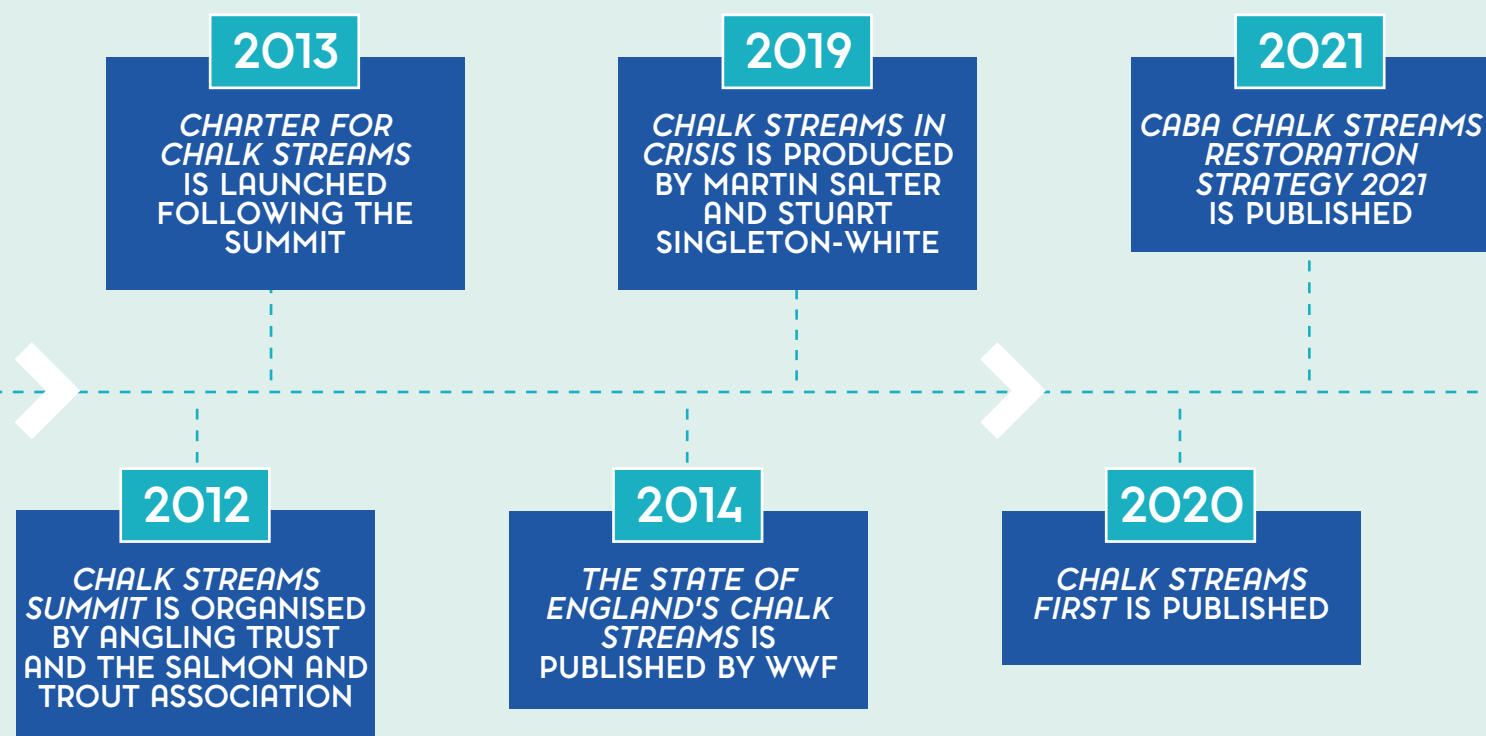 2013
CHARTER FOR
CHALK STREAMS
IS LAUNCHED
FOLLOWING THE
SUMMIT
2019
CHALK STREAMS IN
CRISIS IS PRODUCED
BY MARTIN SALTER
AND STUART
SINGLETON-WHITE
2021
CABA CHALK STREAMS
RESTORATION
STRATEGY 2021
IS PUBLISHED
2012
CHALK STREAMS
SUMMIT IS ORGANISED
BY ANGLING TRUST
AND THE SALMON AND
TROUT ASSOCIATION
2014
THE STATE OF
ENGLAND'S CHALK
STREAMS IS
PUBLISHED BY WWF
2020
CHALK STREAMS
FIRST IS PUBLISHED